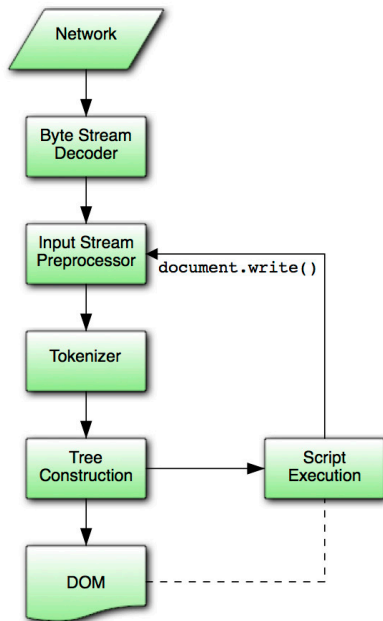 Network
Byte Stream
Decoder
Input Stream
Preprocessor
document.write()
Tokenizer
Tree
Construction
Script
Execution
DOM